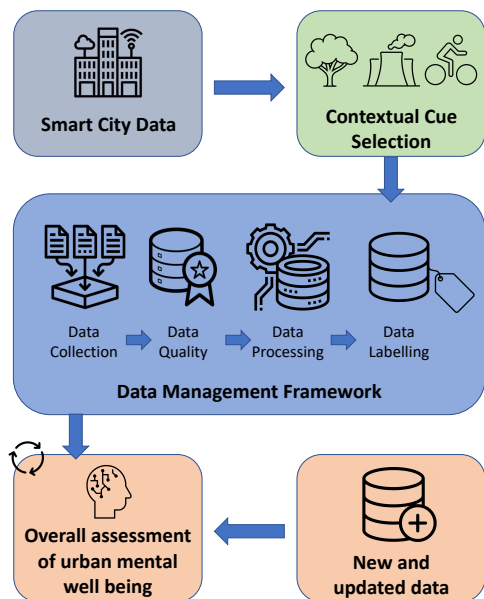 Smart City Data
Contextual Cue
Selection
Data
Collection
Data
Quality
Data
Processing
Data
Labelling
Data Management Framework
Overall assessment
of urban mental
well being
New and
updated data